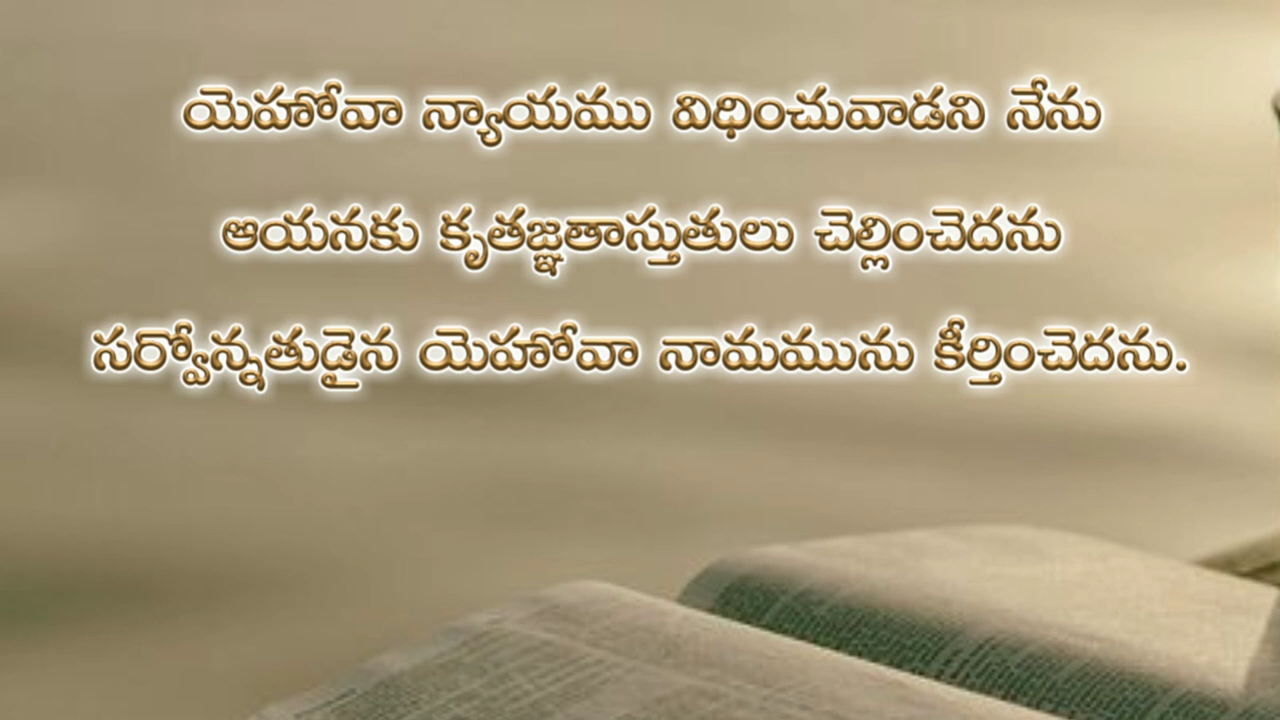 యెహోవా న్యాయము విధించువాడని నేను
ఆయనకు కృతజ్ఞతాస్తుతులు చెల్లించెదను
సర్వోన్నతుడైన యెహోవా నామమును కీర్తించెదను.